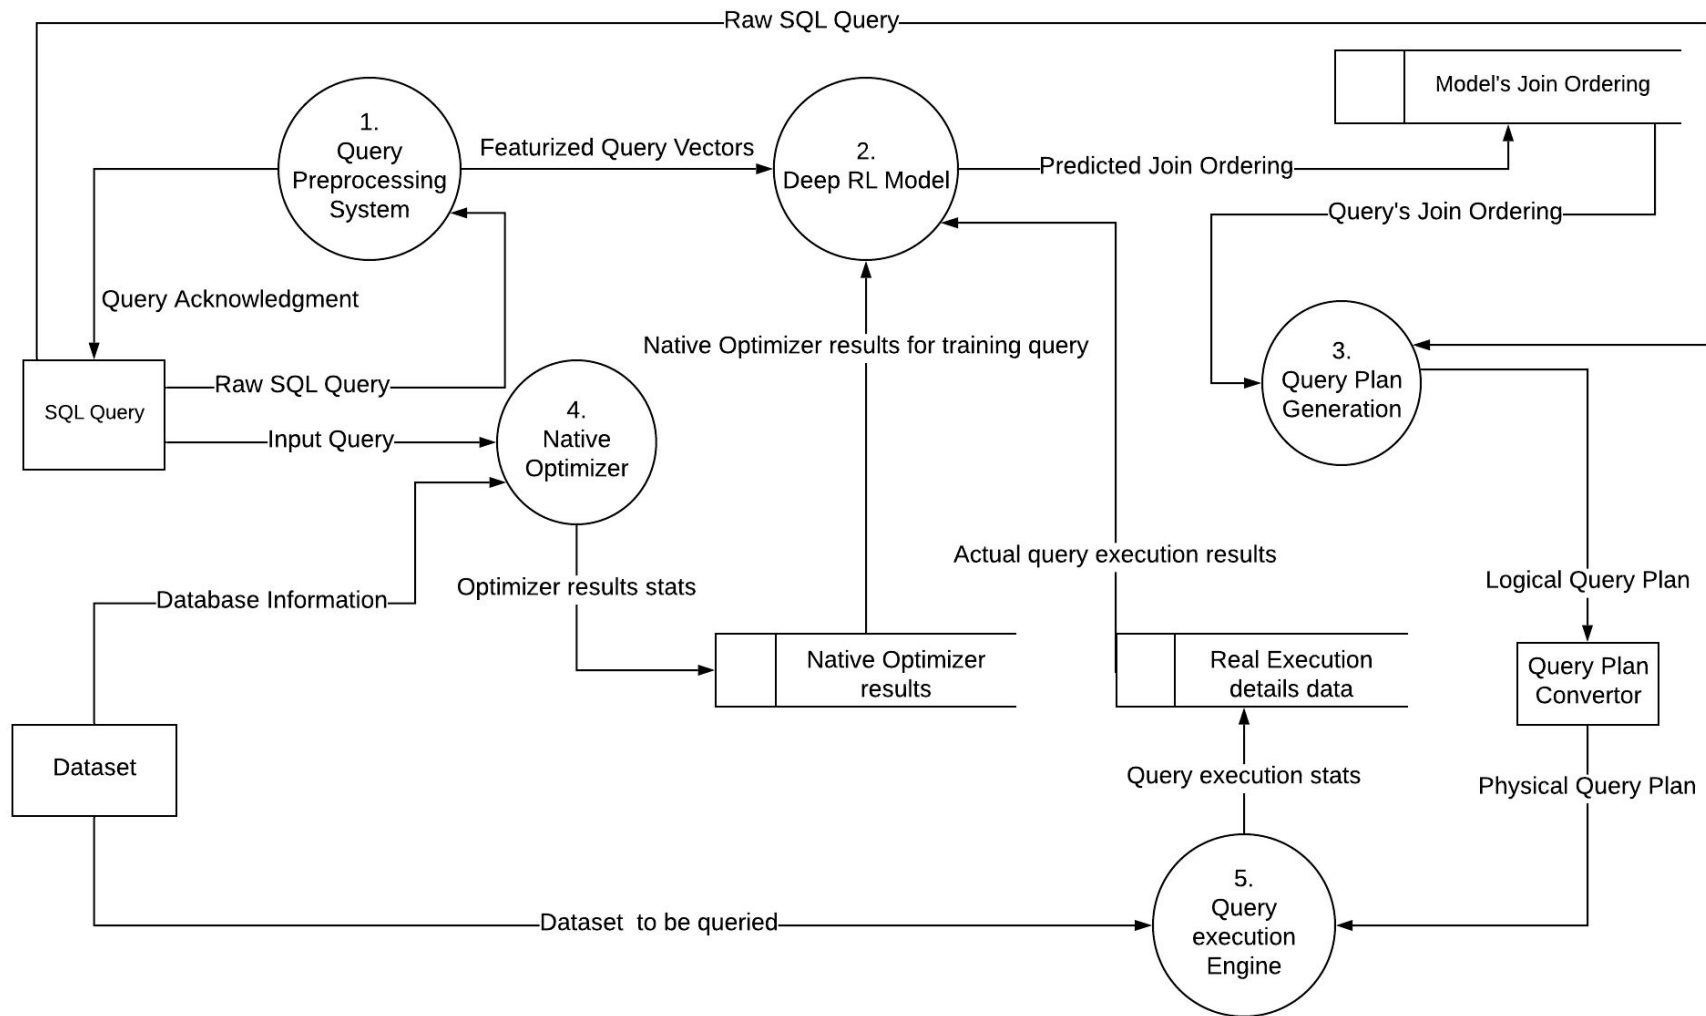 Raw SQL Query
Model's Join Ordering
1.
Query
Preprocessing
System
Featurized Query Vectors
2.
Deep RL Model
Predicted Join Ordering
Query's Join Ordering
Query Acknowledgment
Native Optimizer results for training query
3.
Query Plan
Generation
SQL Query
Raw SQL Query
Input Query
4.
Native
Optimizer
Actual query execution results
Database Information
Optimizer results stats
Logical Query Plan
Native Optimizer
results
Real Execution
details data
Query Plan
Convertor
Dataset
Query execution stats
Physical Query Plan
Dataset  to be queried
5.
Query
execution
Engine